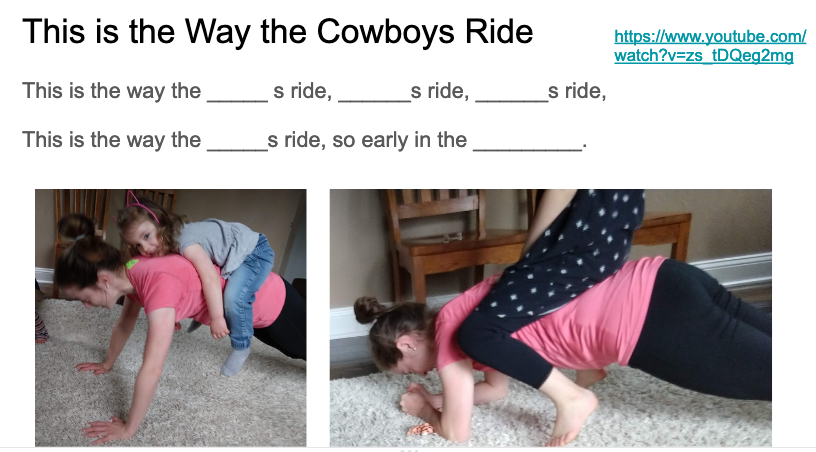 This is the Way the Cowboys Ride
https://www.youtube.com/
watch?v=zs_tDQeg2mg
This is the way the _____ s ride, ______s ride, ______s ride,
This is the way the _____s ride, so early in the _________.